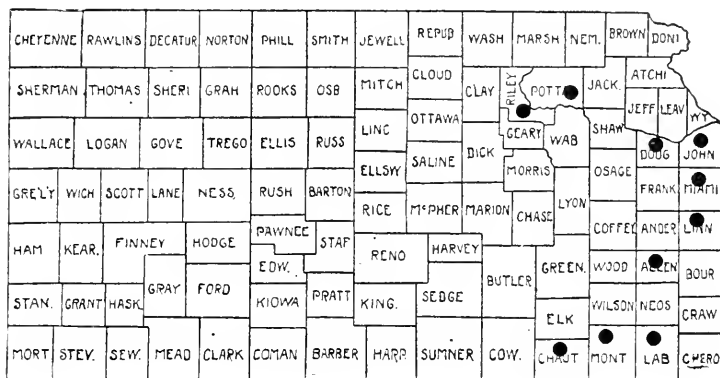 CHEYENNE RAWLINS DECATUR NORTON PHILL SMITH JEWELL REPUB WASH MARSH NEM. BROWN DONI
SHERMAN THOMAS SHERI GRAH ROOKS OSB MITCH CLOUD CLAY RILEY POTTA JACK. ATCHI
JEFF LEAV WY
WALLACE LOGAN GOVE TREGO ELLIS RUSS LINC OTTAWA DICK GEARY WAB SHAW DOUG JOHN
ELLSW SALINE MORRIS OSAGE
GREL'Y WICH SCOTT LANE NESS, RUSH BARTON RICE McPHER MARION CHASE LYON FRANK MIAMI
HAM KEAR. FINNEY HODGE PAWNEE STAF RENO HARVEY COFFEY ANDER LINN
EDW. BUTLER GREEN. WOOD ALLEN BOUR
STAN. GRANT HASK. GRAY FORD KIOWA PRATT KING. SEDGE WILSON NEOS CRAW
ELK
MORT STEV. SEW. MEAD CLARK COMAN BARBER HARP. SUMNER COW. CHAUT MONT LAB CHERO